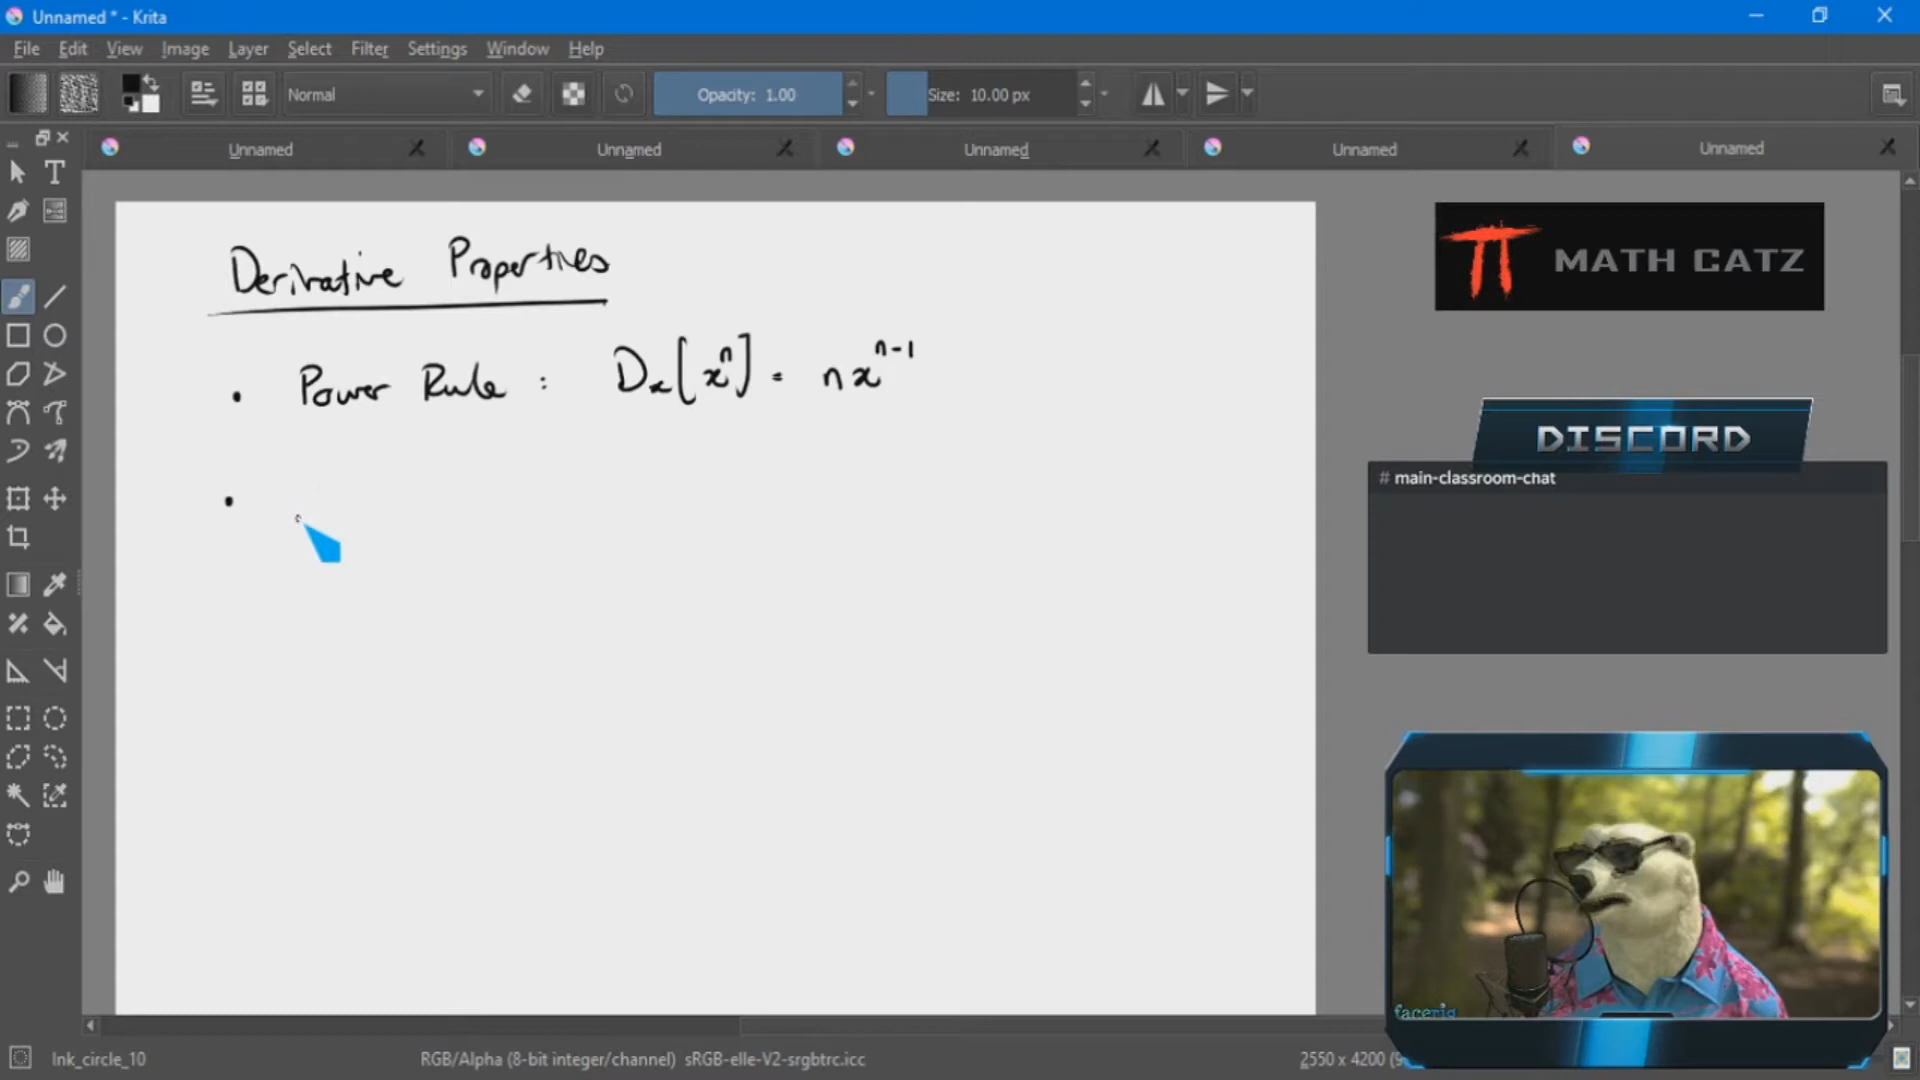 Unnamed * - Krita
File Edit View Image Layer Select Filter Settings Window Help
Normal Opacity: 1.00 Size: 10.00 px
Unnamed Unnamed Unnamed Unnamed Unnamed
Derivative Properties
• Power Rule : Dₓ[xⁿ] = nxⁿ⁻¹
•
MATH CATZ
DISCORD
# main-classroom-chat
facerig
Ink_circle_10 RGB/Alpha (8-bit integer/channel) sRGB-elle-V2-srgbtrc.icc 2550 x 4200